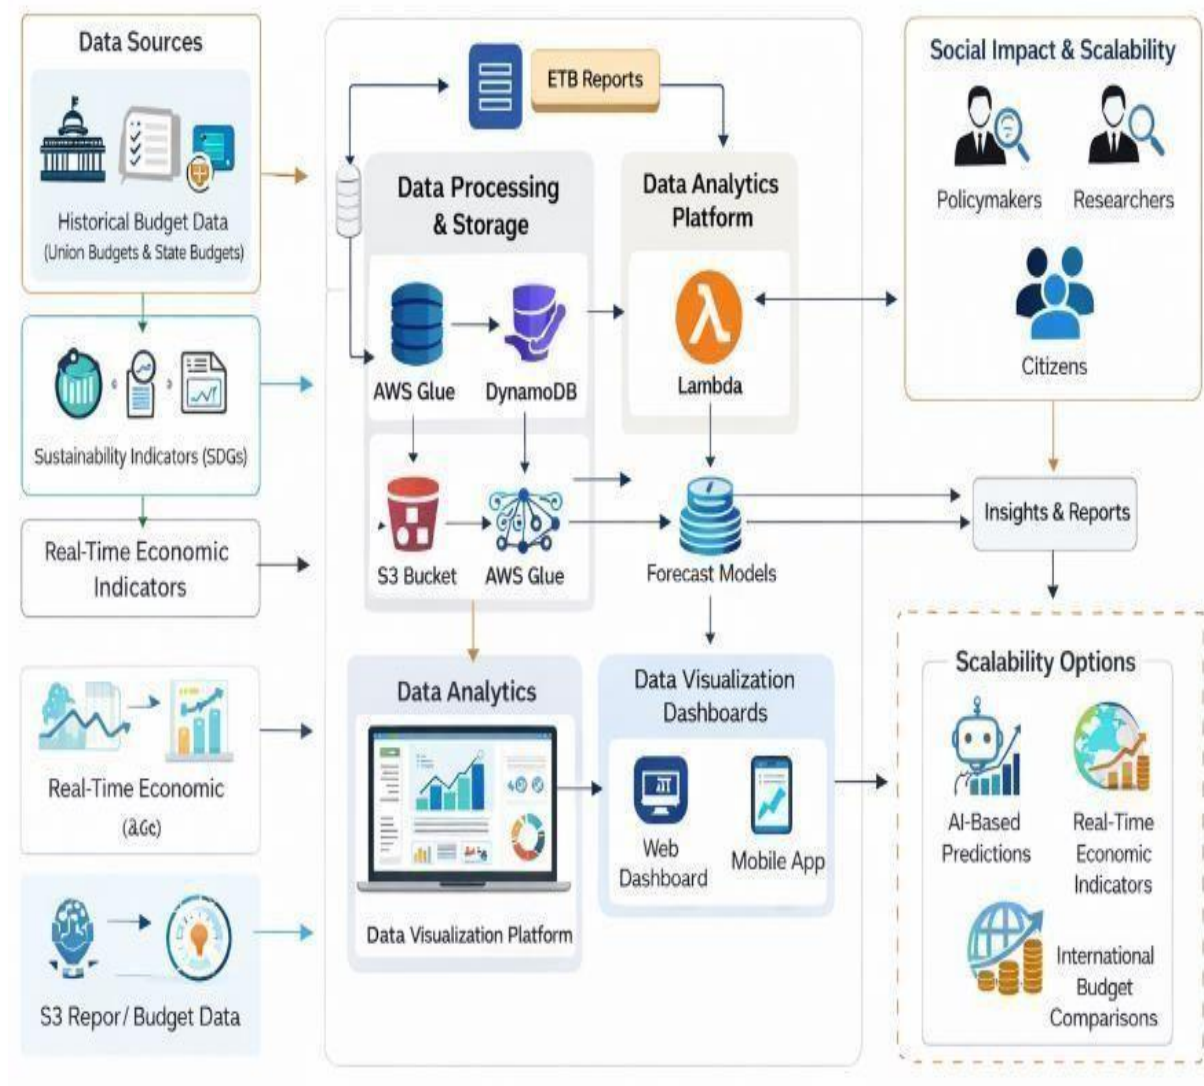 Data Sources
Historical Budget Data
(Union Budgets & State Budgets)
Sustainability Indicators (SDGs)
Real-Time Economic
Indicators
Real-Time Economic
S3 Repor/Budget Data
ETB Reports
Data Processing
& Storage
AWS Glue
DynamoDB
S3 Bucket
AWS Glue
Data Analytics
Platform
λ
Lambda
Forecast Models
Data Analytics
Data Visualization Platform
Data Visualization
Dashboards
Web
Dashboard
Mobile App
Social Impact & Scalability
Policymakers
Researchers
Citizens
Insights & Reports
Scalability Options
AI-Based
Predictions
Real-Time
Economic
Indicators
International
Budget
Comparisons